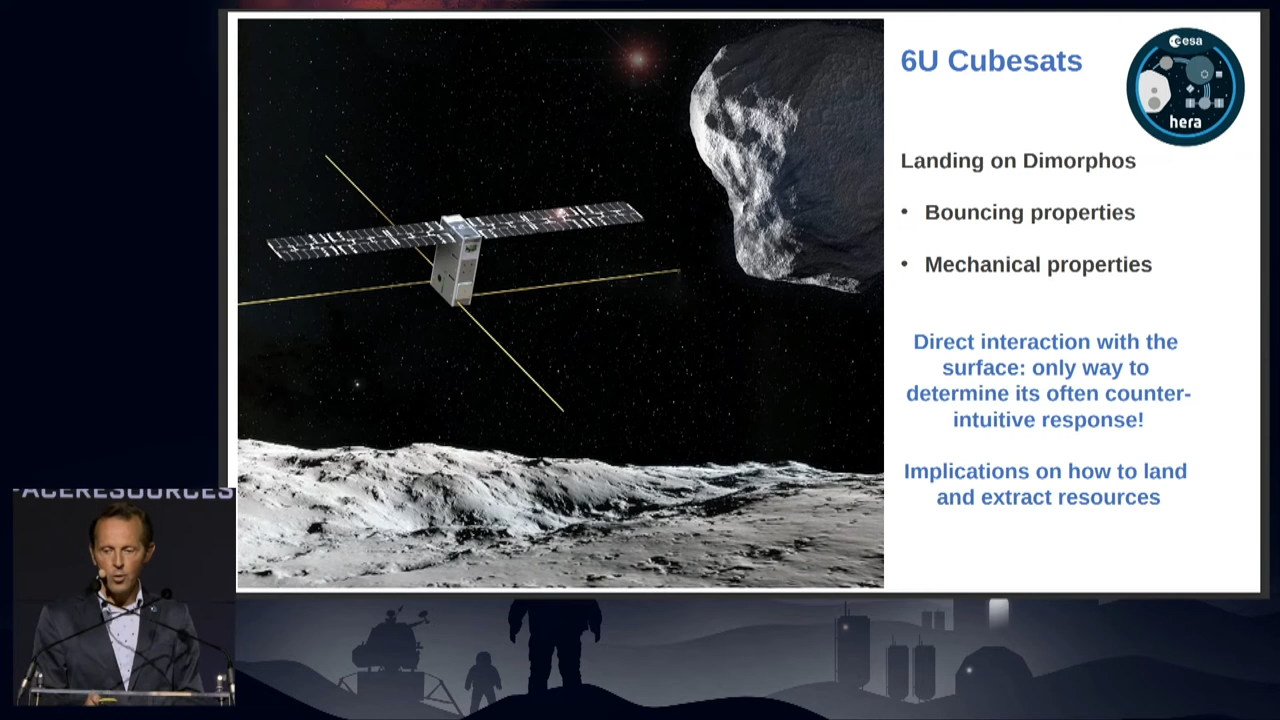 6U Cubesats
esa
hera
Landing on Dimorphos
• Bouncing properties
• Mechanical properties
Direct interaction with the
surface: only way to
determine its often counter-
intuitive response!
Implications on how to land
and extract resources
ACERESOURCES